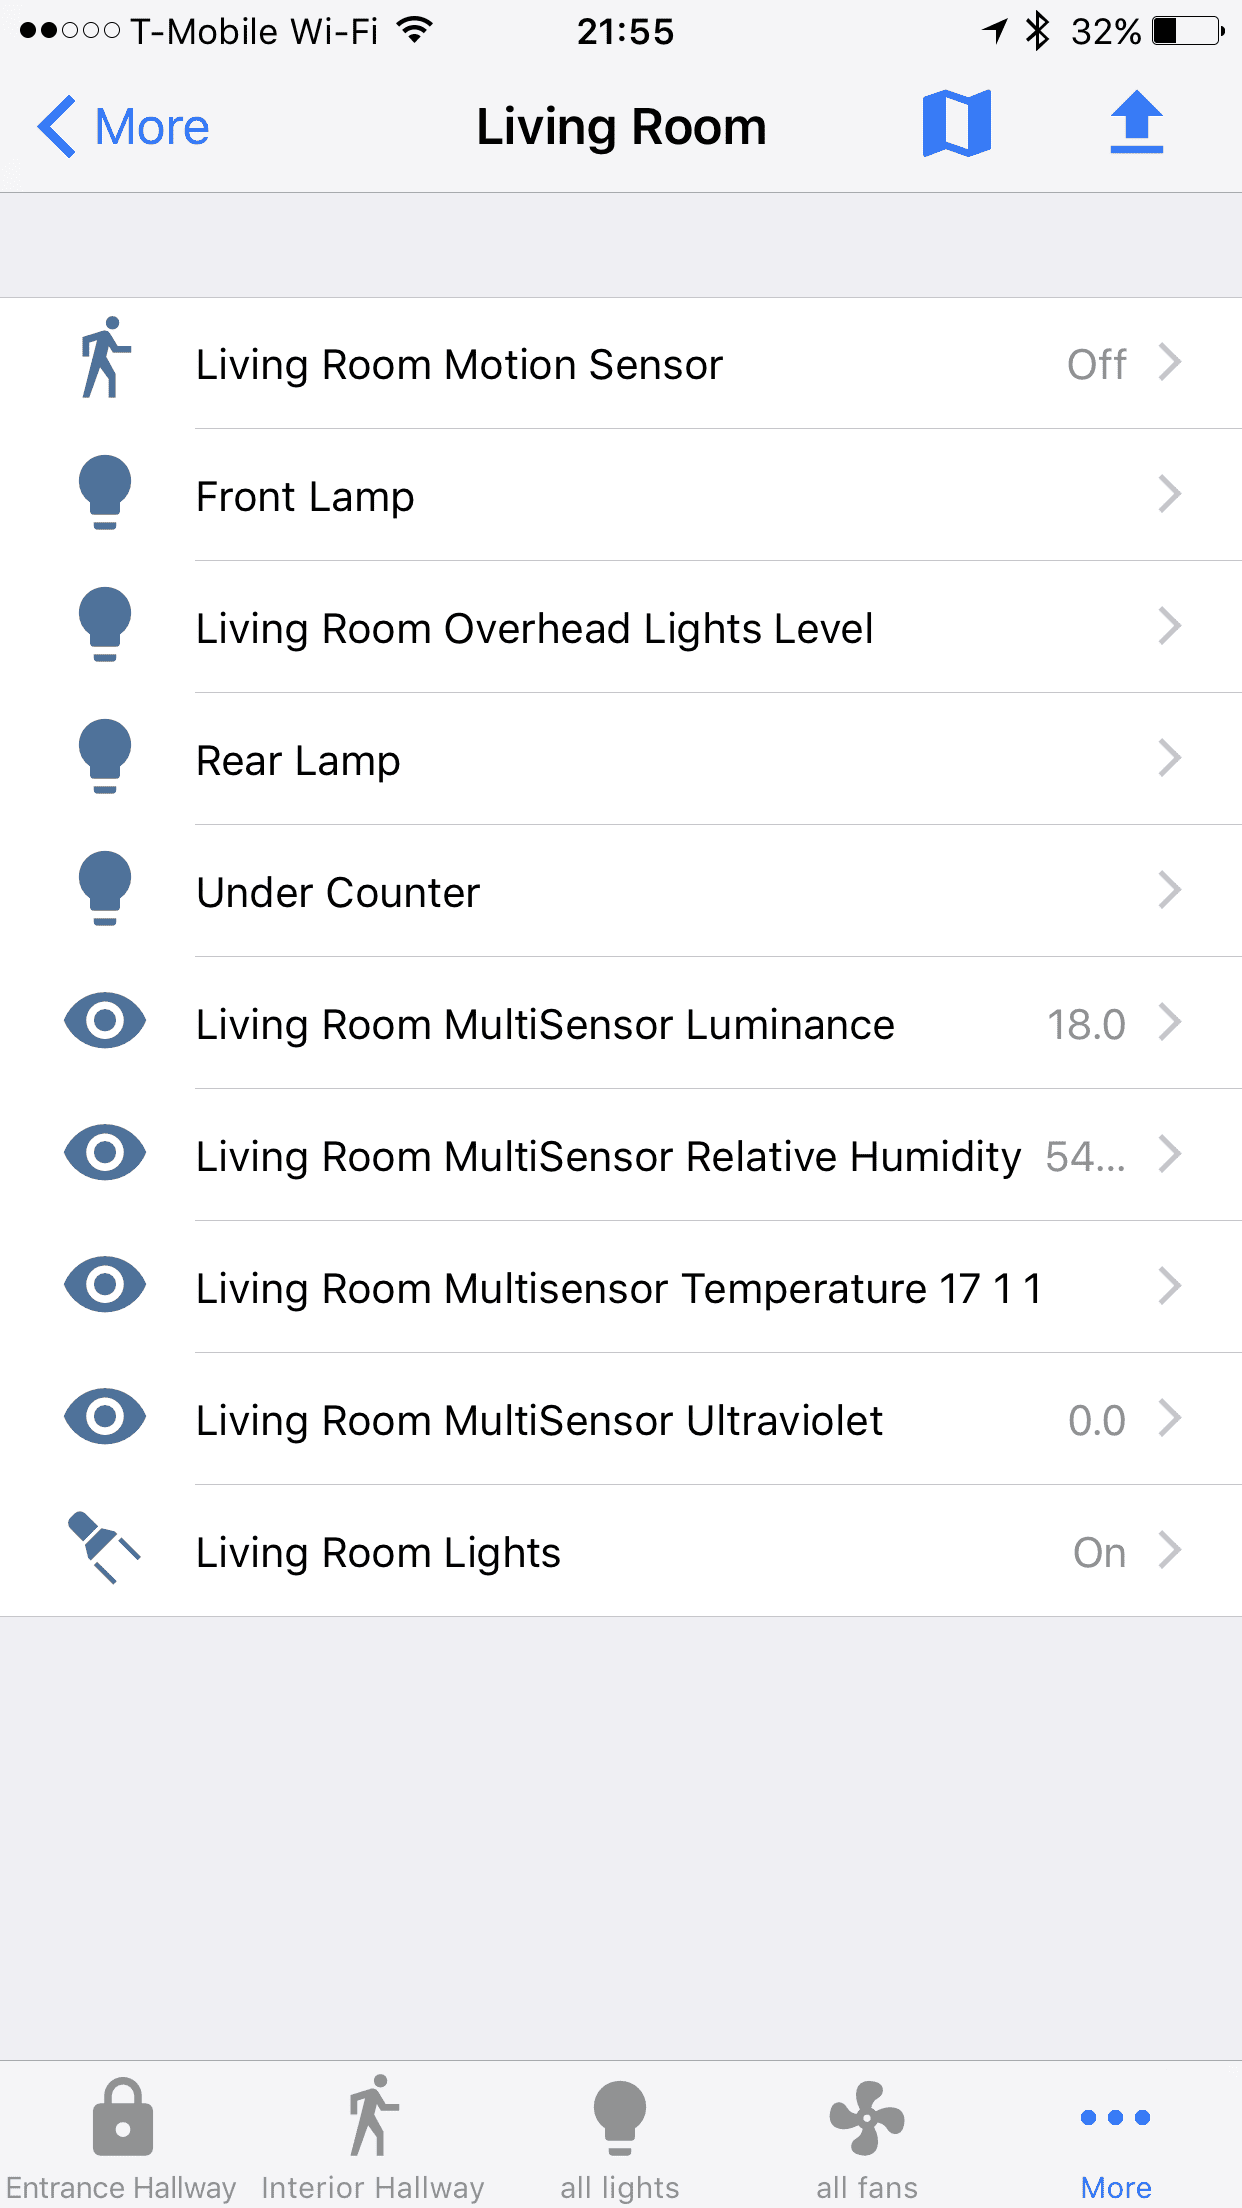 T-Mobile Wi-Fi 21:55 32%
More Living Room
Living Room Motion Sensor Off
Front Lamp
Living Room Overhead Lights Level
Rear Lamp
Under Counter
Living Room MultiSensor Luminance 18.0
Living Room MultiSensor Relative Humidity 54...
Living Room Multisensor Temperature 17 1 1
Living Room MultiSensor Ultraviolet 0.0
Living Room Lights On
Entrance Hallway Interior Hallway all lights all fans More